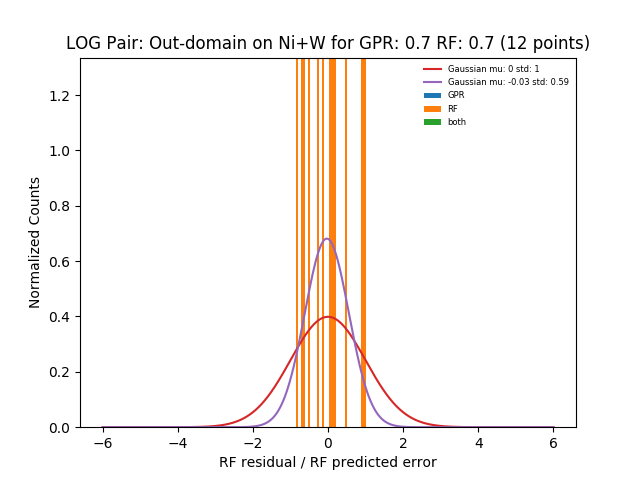 LOG Pair: Out-domain on Ni+W for GPR: 0.7 RF: 0.7 (12 points)
Gaussian mu: 0 std: 1
Gaussian mu: -0.03 std: 0.59
GPR
RF
both
1.2
1.0
0.8
0.6
0.4
0.2
0.0
Normalized Counts
−6
−4
−2
0
2
4
6
RF residual / RF predicted error